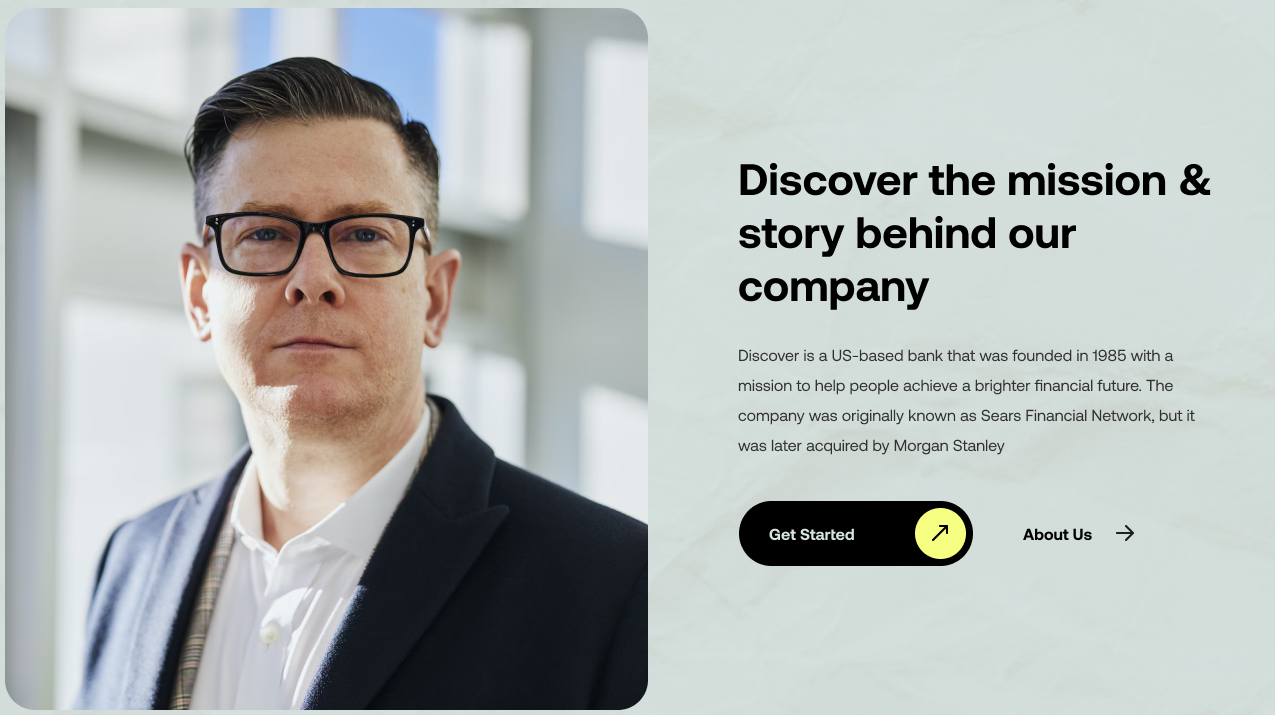 Discover the mission &
story behind our
company
Discover is a US-based bank that was founded in 1985 with a
mission to help people achieve a brighter financial future. The
company was originally known as Sears Financial Network, but it
was later acquired by Morgan Stanley
Get Started
About Us